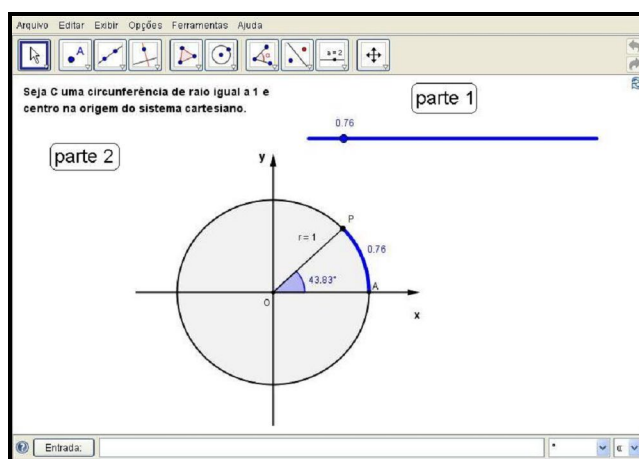 Arquivo Editar Exibir Opções Ferramentas Ajuda
A
a = 2
Seja C uma circunferência de raio igual a 1 e
centro na origem do sistema cartesiano.
parte 1
0.76
parte 2
y
P
r = 1
0.76
43.83°
O
A
x
Entrada:
°
α